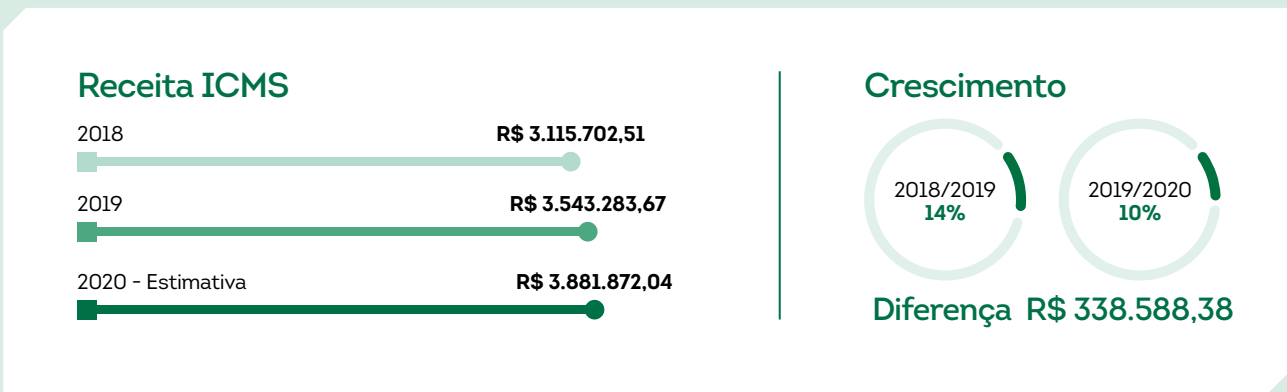 Receita ICMS
2018
R$ 3.115.702,51
2019
R$ 3.543.283,67
2020 - Estimativa
R$ 3.881.872,04
Crescimento
2018/2019
14%
2019/2020
10%
Diferença R$ 338.588,38